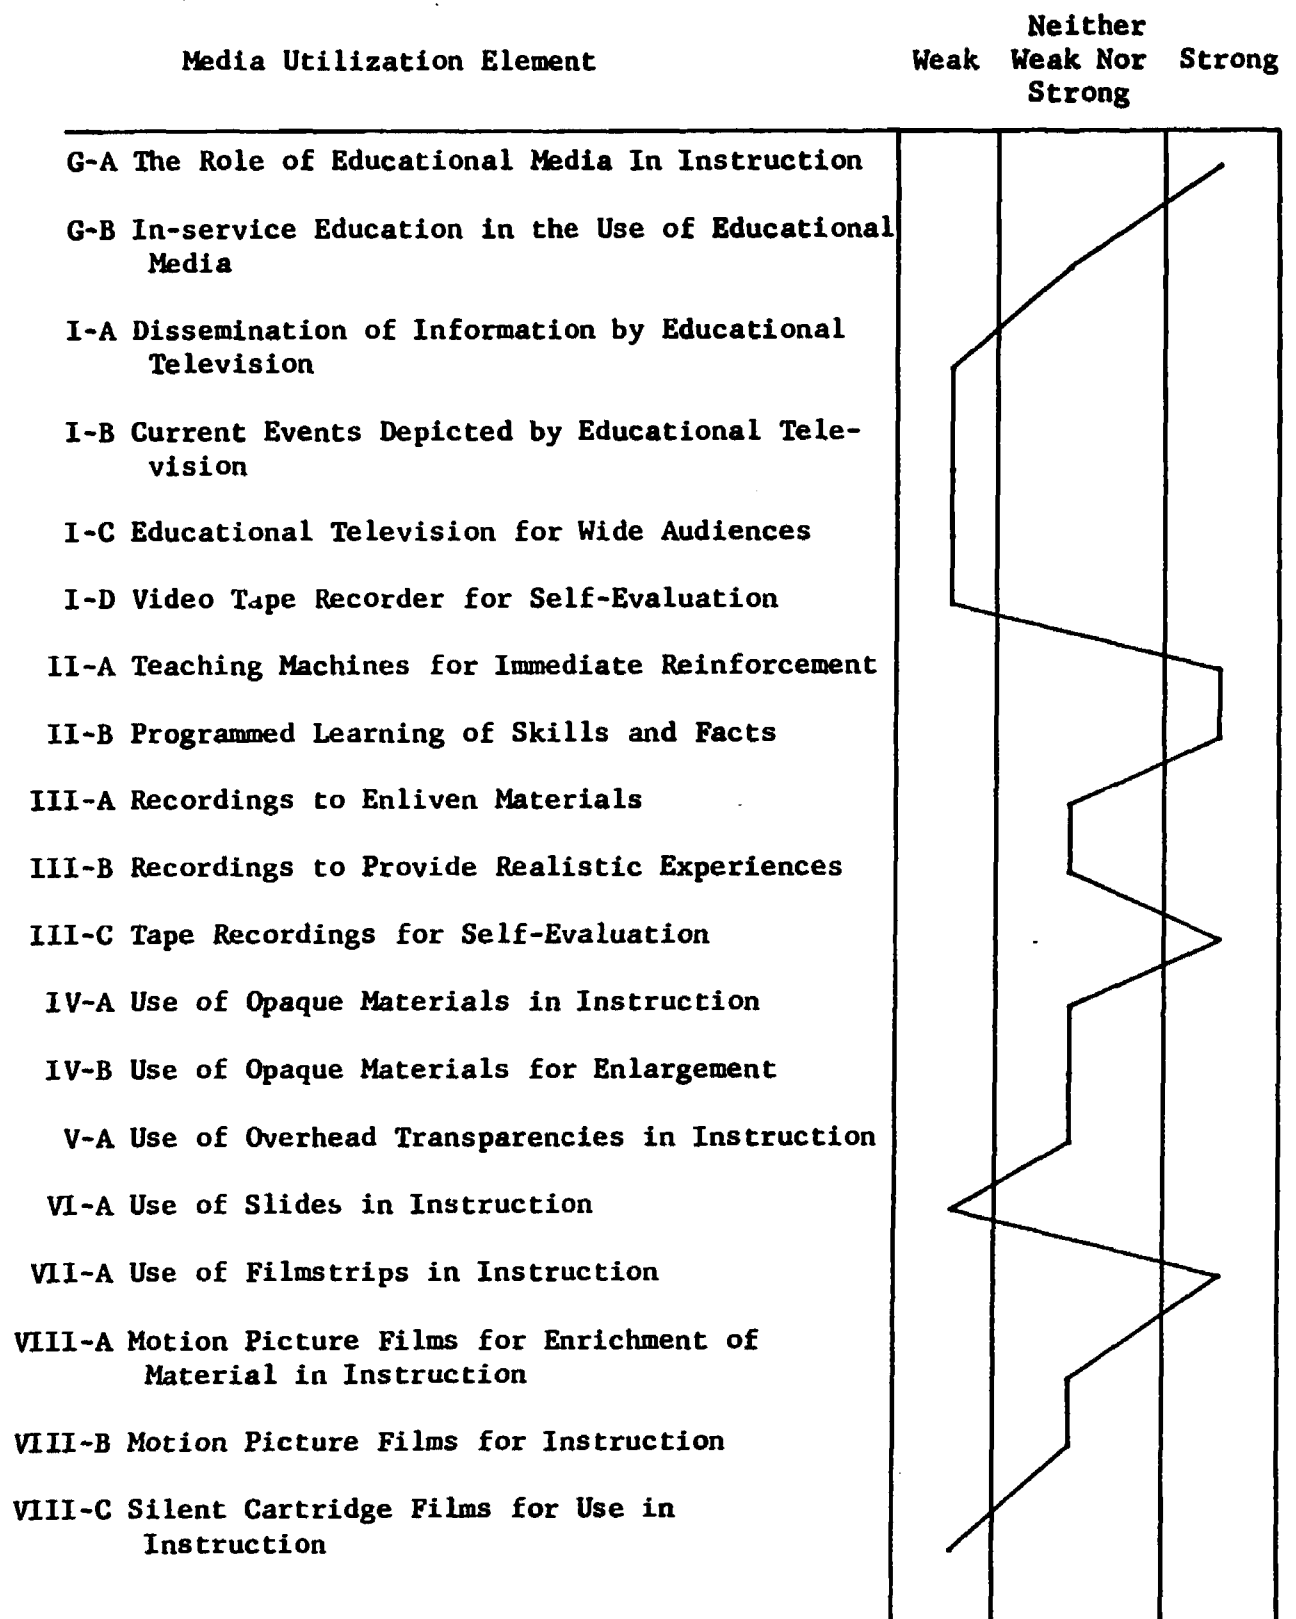 Neither
Media Utilization Element Weak Weak Nor Strong
Strong
G-A The Role of Educational Media In Instruction
G-B In-service Education in the Use of Educational
Media
I-A Dissemination of Information by Educational
Television
I-B Current Events Depicted by Educational Tele-
vision
I-C Educational Television for Wide Audiences
I-D Video Tape Recorder for Self-Evaluation
II-A Teaching Machines for Immediate Reinforcement
II-B Programmed Learning of Skills and Facts
III-A Recordings to Enliven Materials
III-B Recordings to Provide Realistic Experiences
III-C Tape Recordings for Self-Evaluation
IV-A Use of Opaque Materials in Instruction
IV-B Use of Opaque Materials for Enlargement
V-A Use of Overhead Transparencies in Instruction
VI-A Use of Slides in Instruction
VII-A Use of Filmstrips in Instruction
VIII-A Motion Picture Films for Enrichment of
Material in Instruction
VIII-B Motion Picture Films for Instruction
VIII-C Silent Cartridge Films for Use in
Instruction